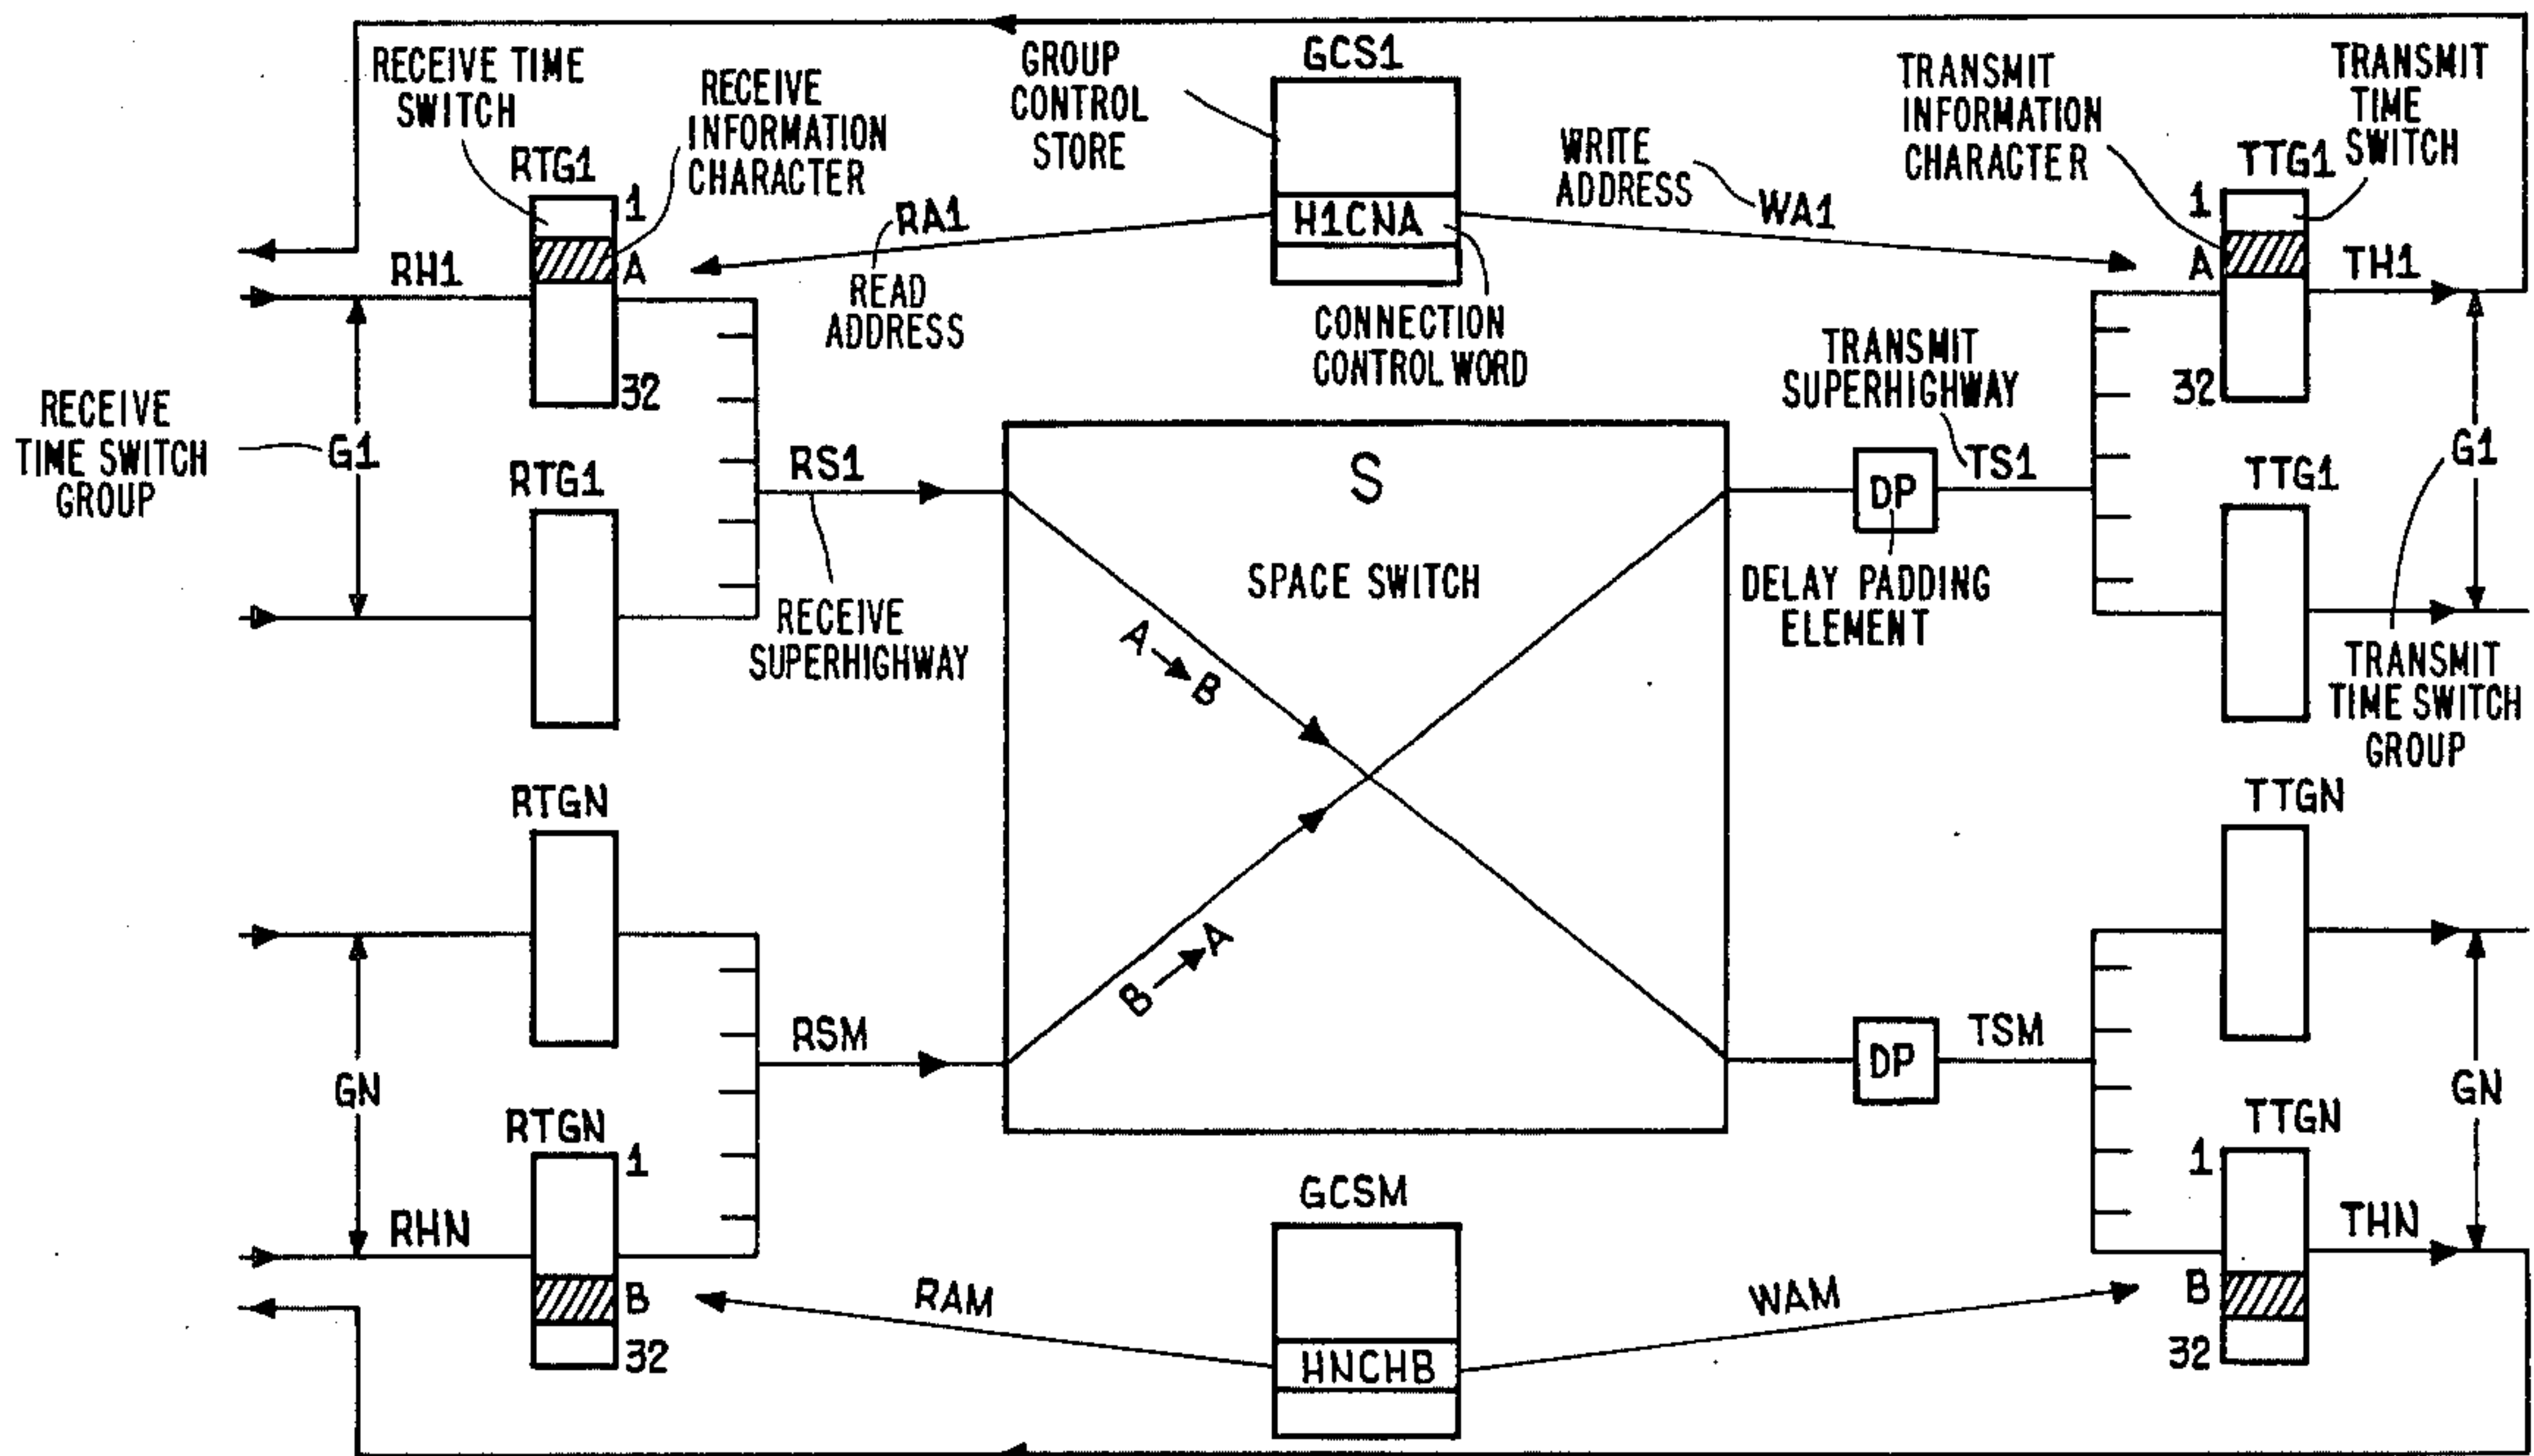 RECEIVE TIME
SWITCH
RECEIVE
INFORMATION
CHARACTER
GROUP
CONTROL
STORE
GCS1
WRITE
ADDRESS
WA1
TRANSMIT
INFORMATION
CHARACTER
TRANSMIT
TIME
SWITCH
RTG1
1
A
32
RH1
RA1
READ
ADDRESS
H1CNA
CONNECTION
CONTROL WORD
TTG1
1
A
32
TH1
RECEIVE
TIME SWITCH
GROUP
G1
RTG1
RS1
RECEIVE
SUPERHIGHWAY
S
SPACE SWITCH
A B
B A
TRANSMIT
SUPERHIGHWAY
TS1
DP
DELAY PADDING
ELEMENT
TTG1
G1
TRANSMIT
TIME SWITCH
GROUP
RTGN
GN
RSM
RTGN
1
B
32
RHN
DP
TSM
TTGN
GN
TTGN
1
B
32
THN
GCSM
RAM
HNCHB
WAM